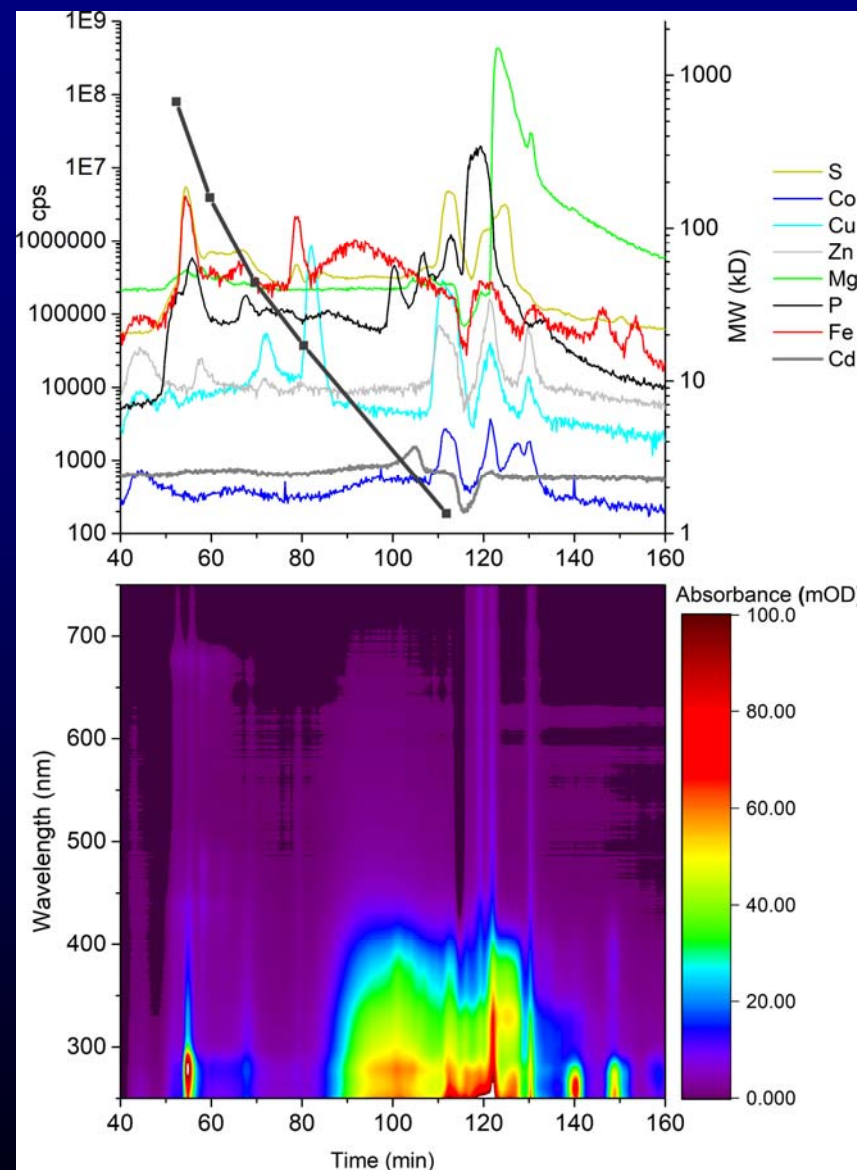 1E9
1E8
1E7
1000000
100000
10000
1000
100
cps
40 60 80 100 120 140 160
1000
100
10
1
MW (kD)
S
Co
Cu
Zn
Mg
P
Fe
Cd
700
600
500
400
300
Wavelength (nm)
40 60 80 100 120 140 160
Time (min)
Absorbance (mOD)
100.0
80.00
60.00
40.00
20.00
0.000